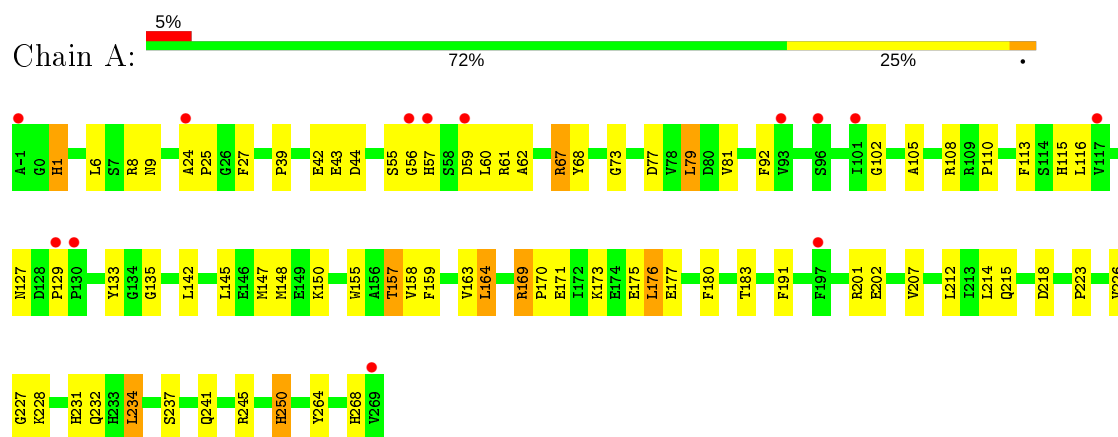 5%
Chain A:
72% 25% •
A-1 G0 H1 L6 S7 R8 N9 A24 P25 G26 F27 P39 E42 E43 D44 S55 G56 H57 S58 D59 L60 R61 A62 R67 Y68 G73 D77 V78 L79 D80 V81 F92 V93 S96 I101 G102 A105 R108 R109 P110 F113 S114 H115 L116 V117
N127 D128 P129 P130 Y133 G134 G135 L142 L145 E146 M147 M148 E149 K150 W155 A156 T157 V158 F159 V163 L164 R169 P170 E171 I172 K173 E174 E175 L176 E177 F180 T183 F191 F197 R201 E202 V207 L212 I213 L214 Q215 D218 P223
G227 K228 H231 Q232 H233 L234 S237 Q241 R245 H250 Y264 H268 V269